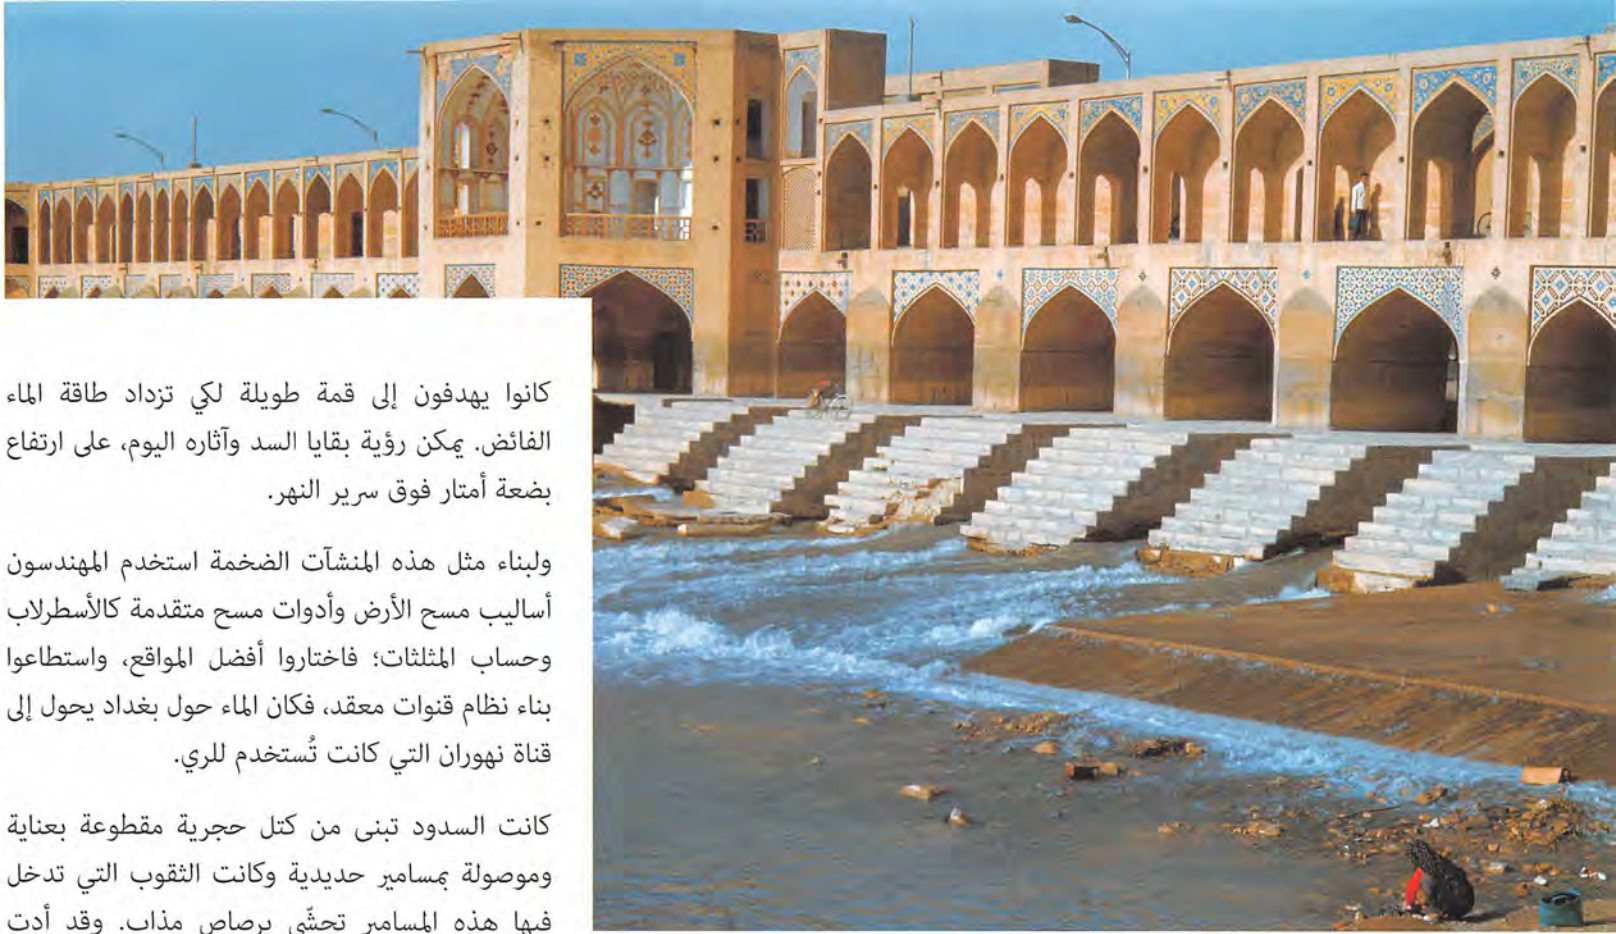 كانوا يهدفون إلى قمة طويلة لكي تزداد طاقة الماء
الفائض. يمكن رؤية بقايا السد وآثاره اليوم، على ارتفاع
بضعة أمتار فوق سرير النهر.
ولبناء مثل هذه المنشآت الضخمة استخدم المهندسون
أساليب مسح الأرض وأدوات مسح متقدمة كالأسطرلاب
وحساب المثلثات؛ فاختاروا أفضل المواقع، واستطاعوا
بناء نظام قنوات معقد، فكان الماء حول بغداد يحول إلى
قناة نهوران التي كانت تُستخدم للري.
كانت السدود تبنى من كتل حجرية مقطوعة بعناية
وموصولة بمسامير حديدية وكانت الثقوب التي تدخل
فيها هذه المسامير تحشّى برصاص مذاب. وقد أدت